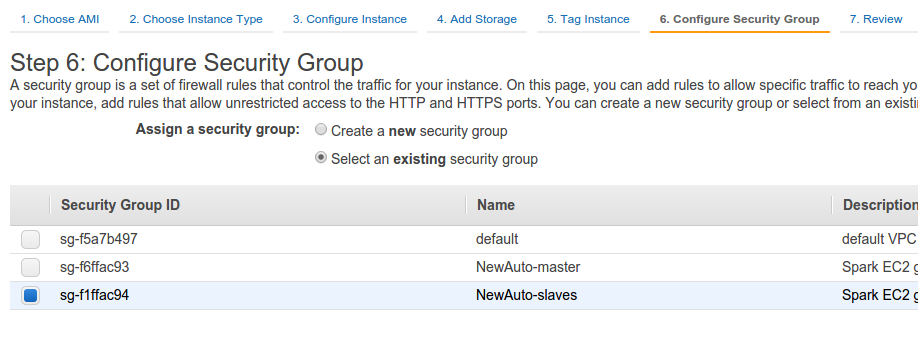 1. Choose AMI 2. Choose Instance Type 3. Configure Instance 4. Add Storage 5. Tag Instance 6. Configure Security Group 7. Review
Step 6: Configure Security Group
A security group is a set of firewall rules that control the traffic for your instance. On this page, you can add rules to allow specific traffic to reach yo
your instance, add rules that allow unrestricted access to the HTTP and HTTPS ports. You can create a new security group or select from an existi
Assign a security group: Create a new security group
Select an existing security group
Security Group ID Name Description
sg-f5a7b497 default default VPC
sg-f6ffac93 NewAuto-master Spark EC2 g
sg-f1ffac94 NewAuto-slaves Spark EC2 g